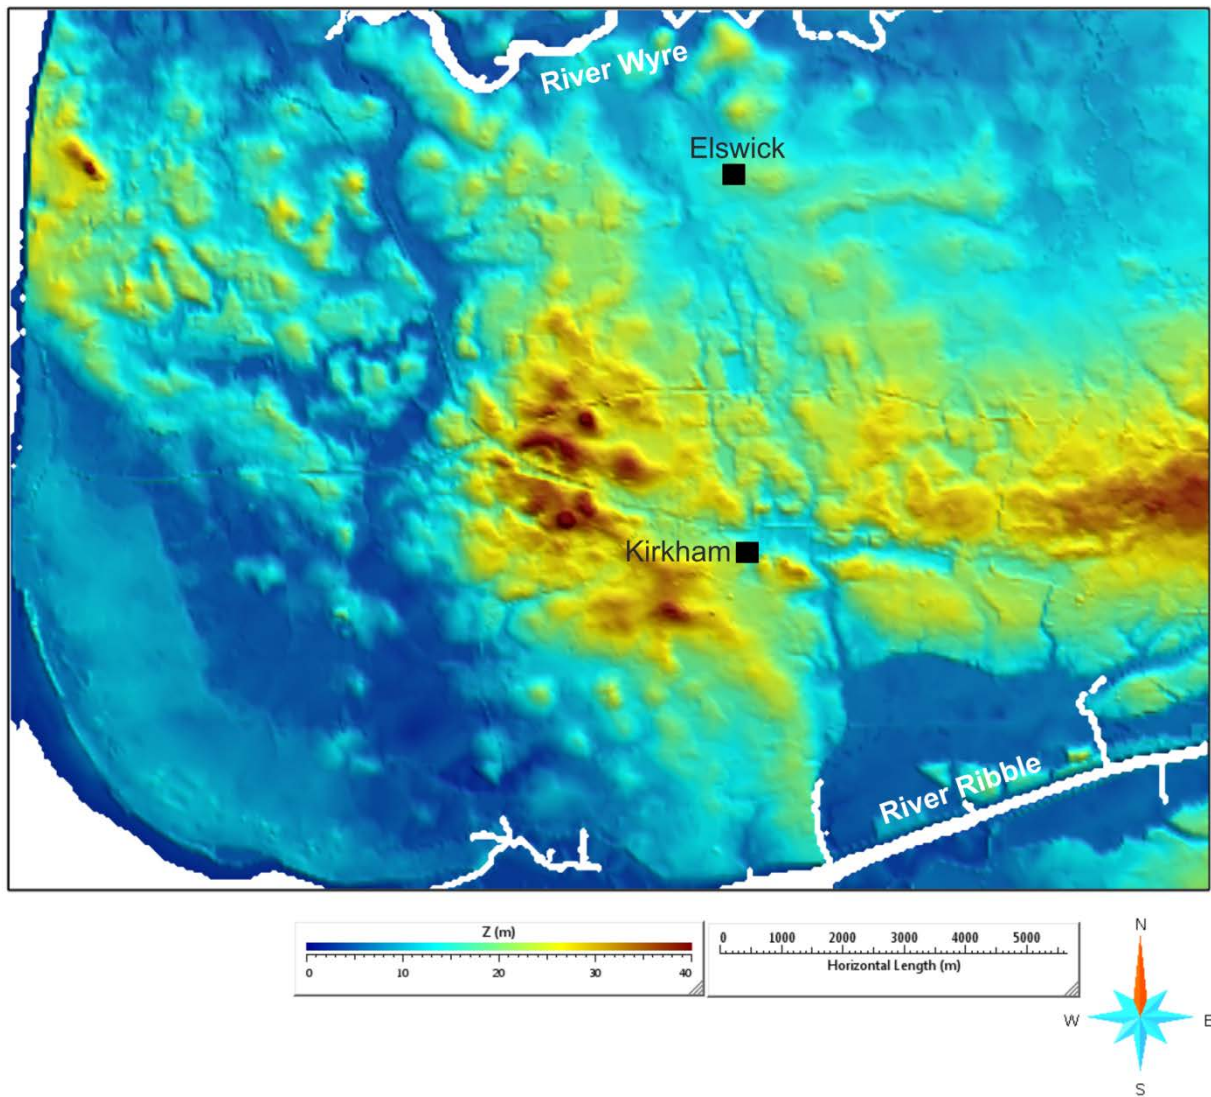 River Wyre
Elswick
Kirkham
River Ribble
Z (m)
0 10 20 30 40
0 1000 2000 3000 4000 5000
Horizontal Length (m)
N
W E
S